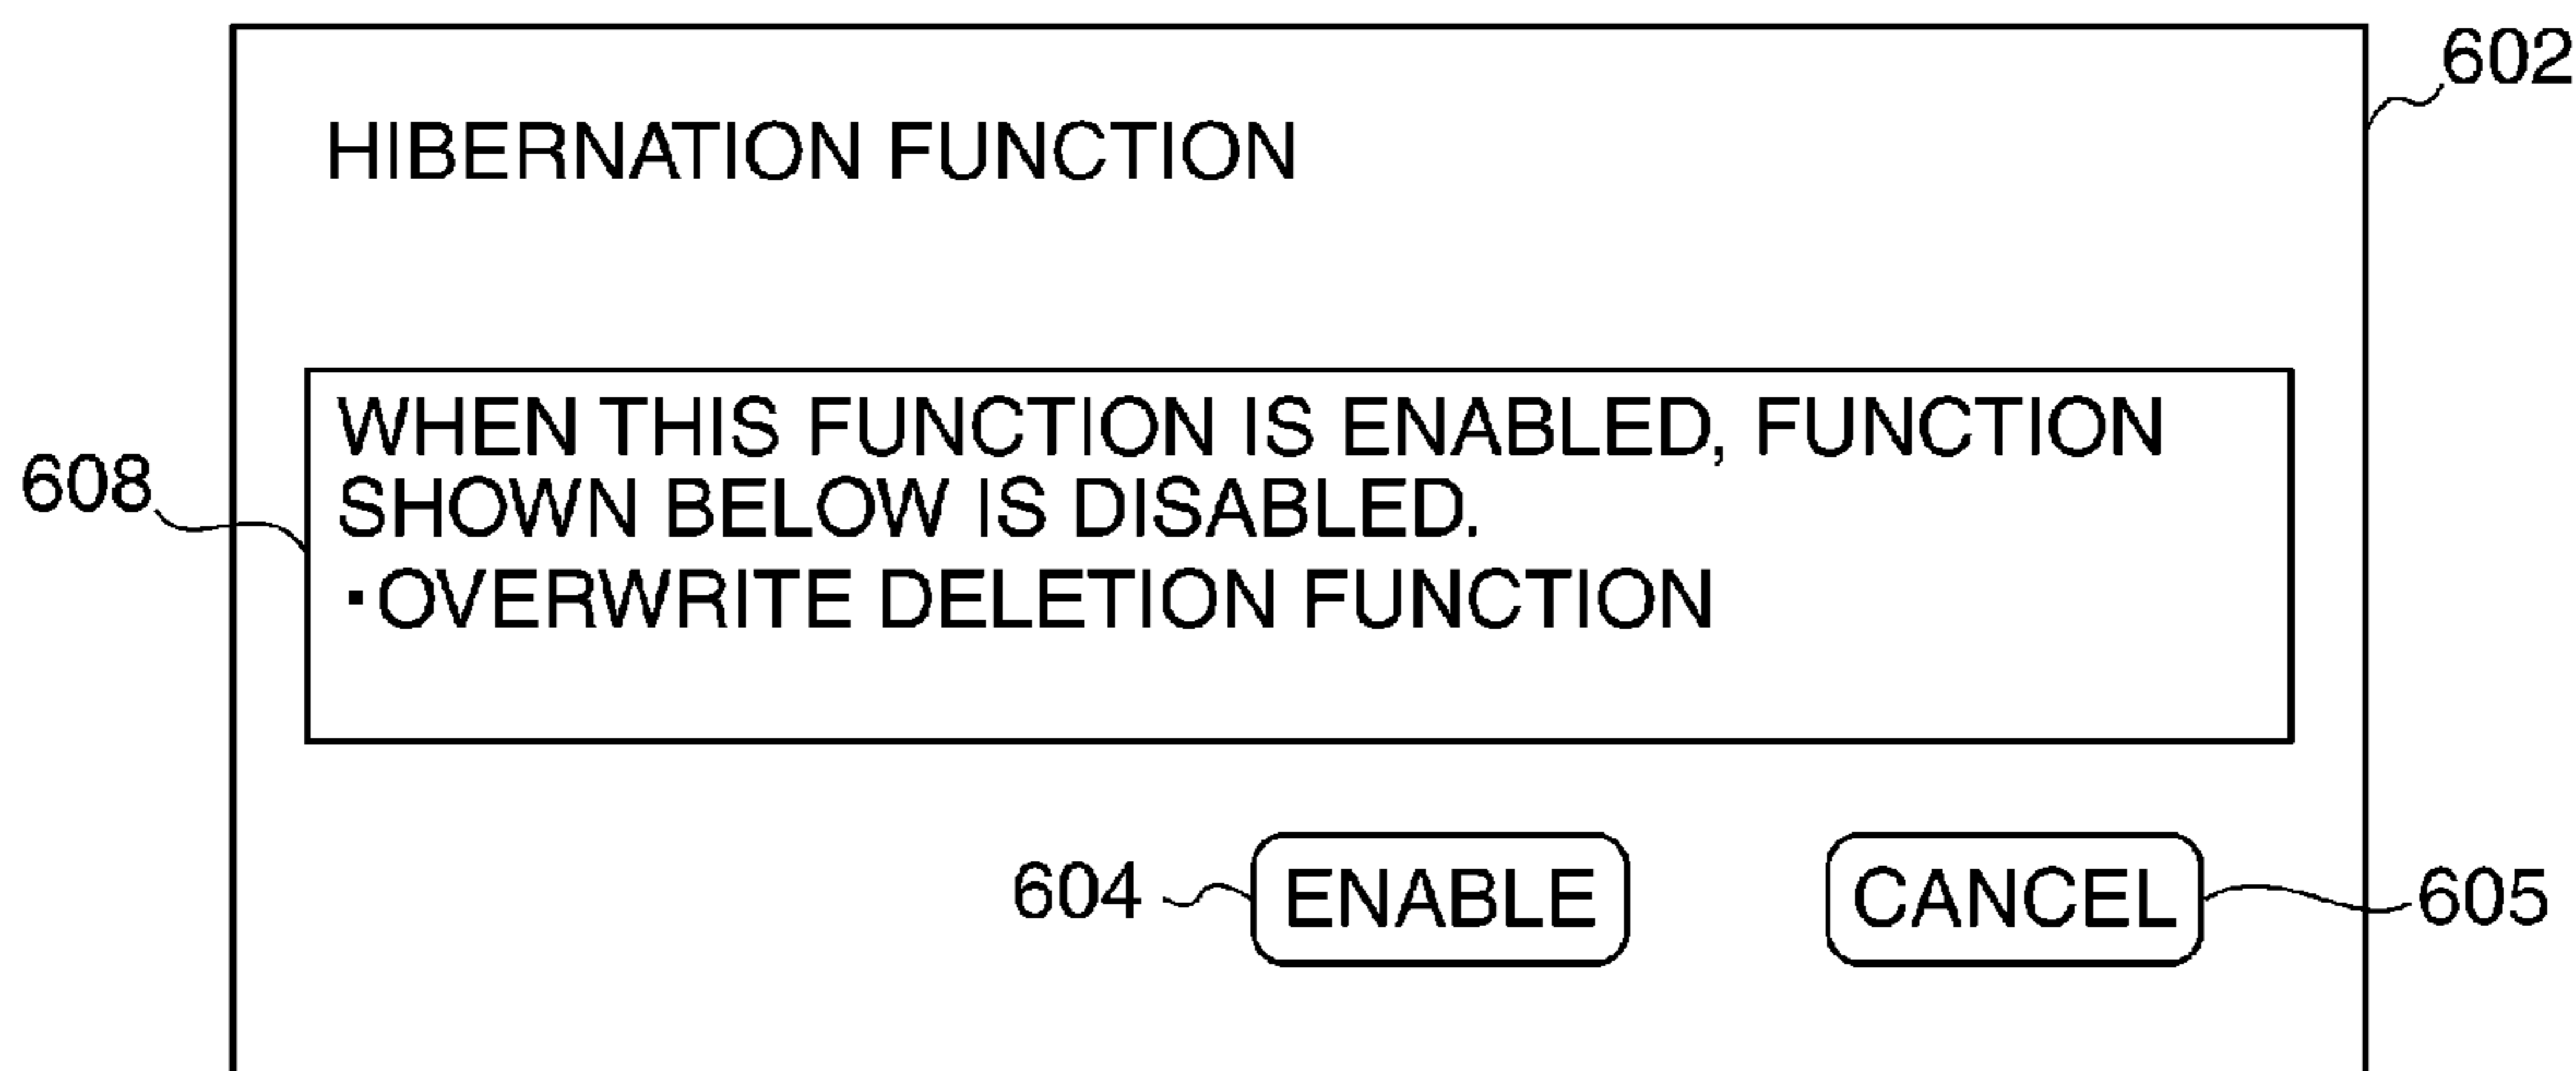 602
HIBERNATION FUNCTION
WHEN THIS FUNCTION IS ENABLED, FUNCTION
SHOWN BELOW IS DISABLED.
608
▪OVERWRITE DELETION FUNCTION
604 ENABLE CANCEL 605